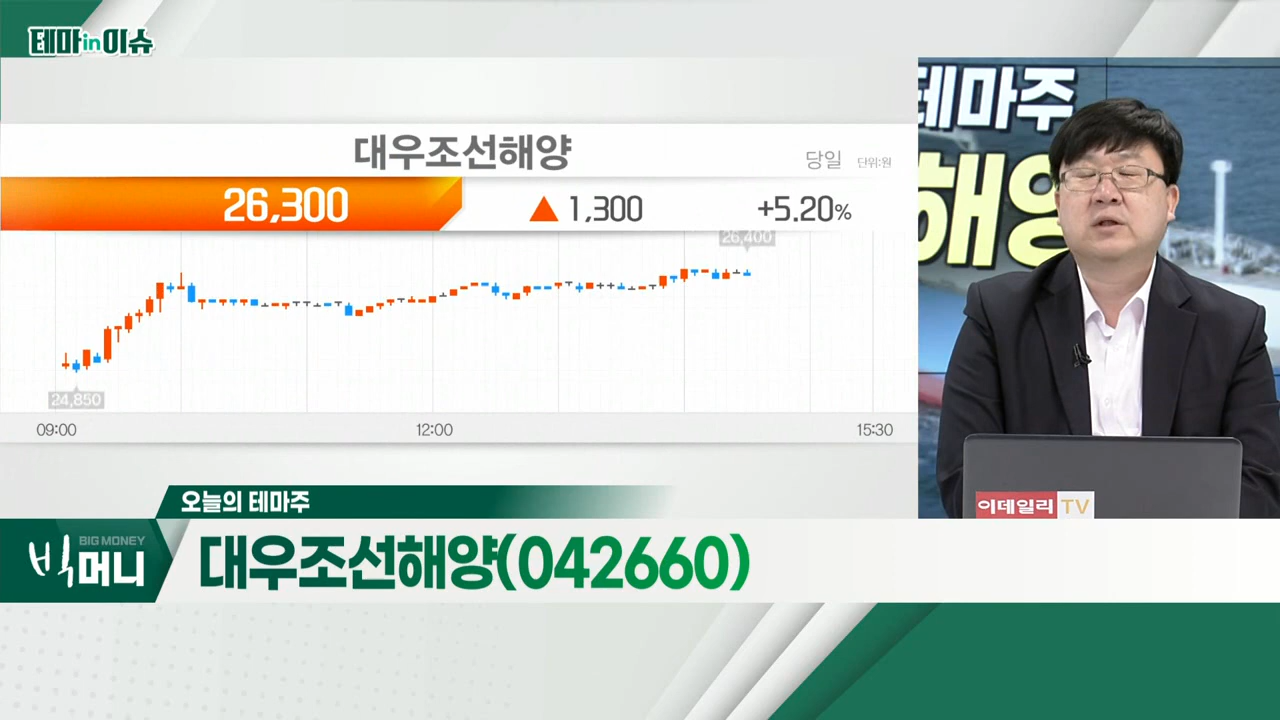 테마in이슈
대우조선해양
당일 단위:원
26,300 ▲ 1,300 +5.20%
26,400
24,850
09:00 12:00 15:30
테마주
해양
이데일리TV
오늘의 테마주
BIG MONEY
빅머니
대우조선해양(042660)